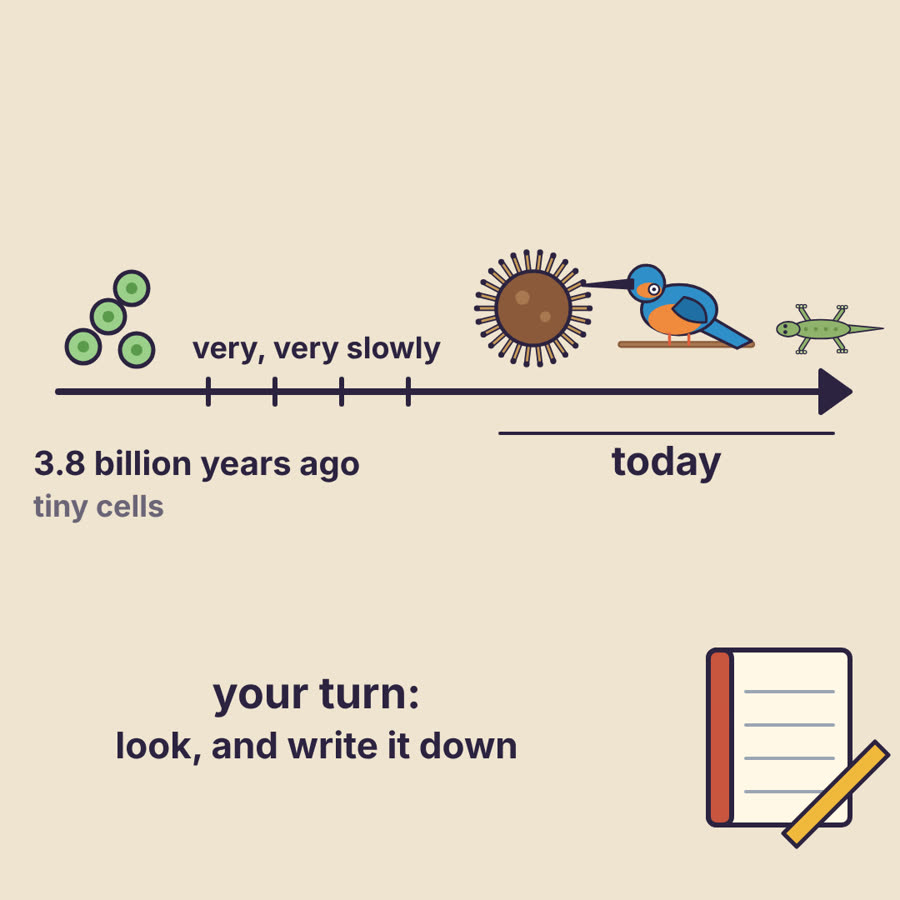 very, very slowly
3.8 billion years ago
tiny cells
today
your turn:
look, and write it down